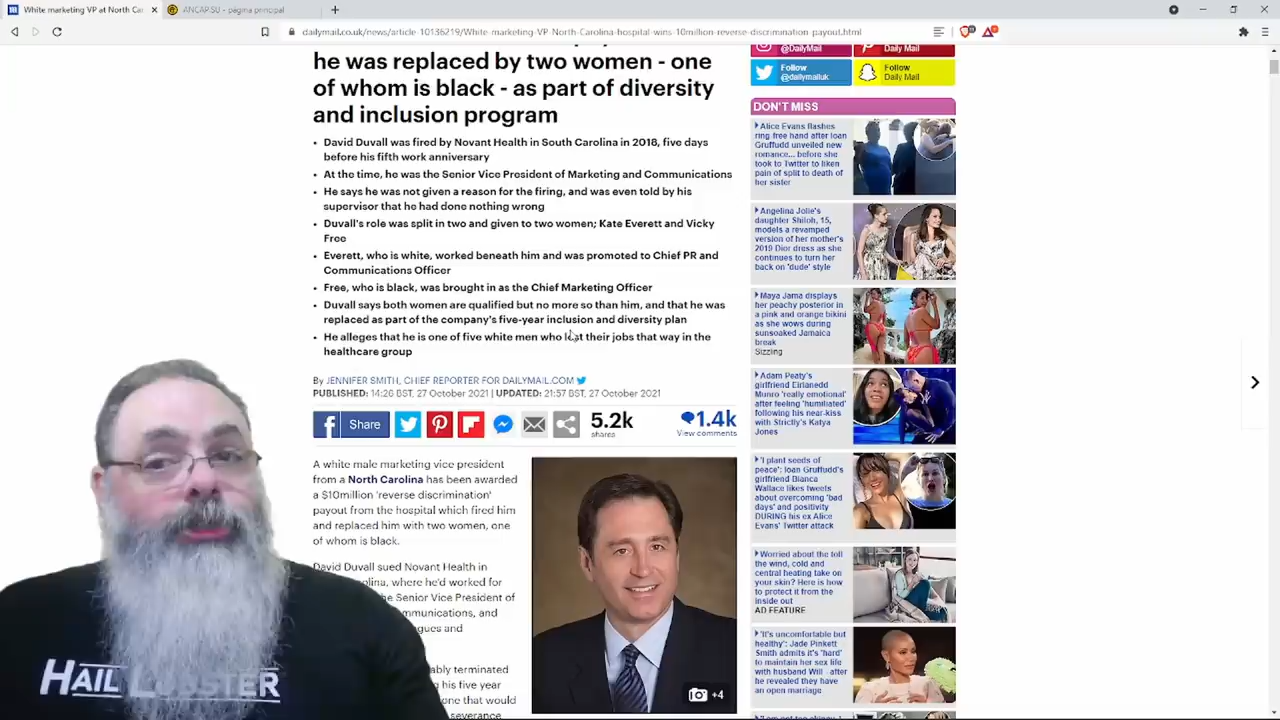 White marketing VP at North Car
ANCAP.SU - página principal
dailymail.co.uk/news/article-10136219/White-marketing-VP-North-Carolina-hospital-wins-10million-reverse-discrimination-payout.html
he was replaced by two women - one
of whom is black - as part of diversity
and inclusion program
David Duvall was fired by Novant Health in South Carolina in 2018, five days
before his fifth work anniversary
At the time, he was the Senior Vice President of Marketing and Communications
He says he was not given a reason for the firing, and was even told by his
supervisor that he had done nothing wrong
Duvall's role was split in two and given to two women; Kate Everett and Vicky
Free
Everett, who is white, worked beneath him and was promoted to Chief PR and
Communications Officer
Free, who is black, was brought in as the Chief Marketing Officer
Duvall says both women are qualified but no more so than him, and that he was
replaced as part of the company's five-year inclusion and diversity plan
He alleges that he is one of five white men who lost their jobs that way in the
healthcare group
By JENNIFER SMITH, CHIEF REPORTER FOR DAILYMAIL.COM
PUBLISHED: 14:26 BST, 27 October 2021 | UPDATED: 21:57 BST, 27 October 2021
Share
5.2k
shares
1.4k
View comments
A white male marketing vice president
from a North Carolina has been awarded
a $10million 'reverse discrimination'
payout from the hospital which fired him
and replaced him with two women, one
of whom is black.
David Duvall sued Novant Health in
olina, where he'd worked for
he Senior Vice President of
mmunications, and
gues and
ably terminated
his five year
one that would
severance
+4
@DailyMail
Daily Mail
Follow
@dailymailuk
Follow
Daily Mail
DON'T MISS
Alice Evans flashes
ring free hand after Ioan
Gruffudd unveiled new
romance... before she
took to Twitter to liken
pain of split to death of
her sister
Angelina Jolie's
daughter Shiloh, 15,
models a revamped
version of her mother's
2019 Dior dress as she
continues to turn her
back on 'dude' style
Maya Jama displays
her peachy posterior in
a pink and orange bikini
as she wows during
sunsoaked Jamaica
break
Sizzling
Adam Peaty's
girlfriend Eirianedd
Munro 'really emotional'
after feeling 'humiliated'
following his near-kiss
with Strictly's Katya
Jones
'I plant seeds of
peace': Ioan Gruffudd's
girlfriend Bianca
Wallace likes tweets
about overcoming 'bad
days' and positivity
DURING his ex Alice
Evans' Twitter attack
Worried about the toll
the wind, cold and
central heating take on
your skin? Here is how
to protect it from the
inside out
AD FEATURE
'It's uncomfortable but
healthy': Jade Pinkett
Smith admits it's 'hard'
to maintain her sex life
with husband Will - after
he revealed they have
an open marriage